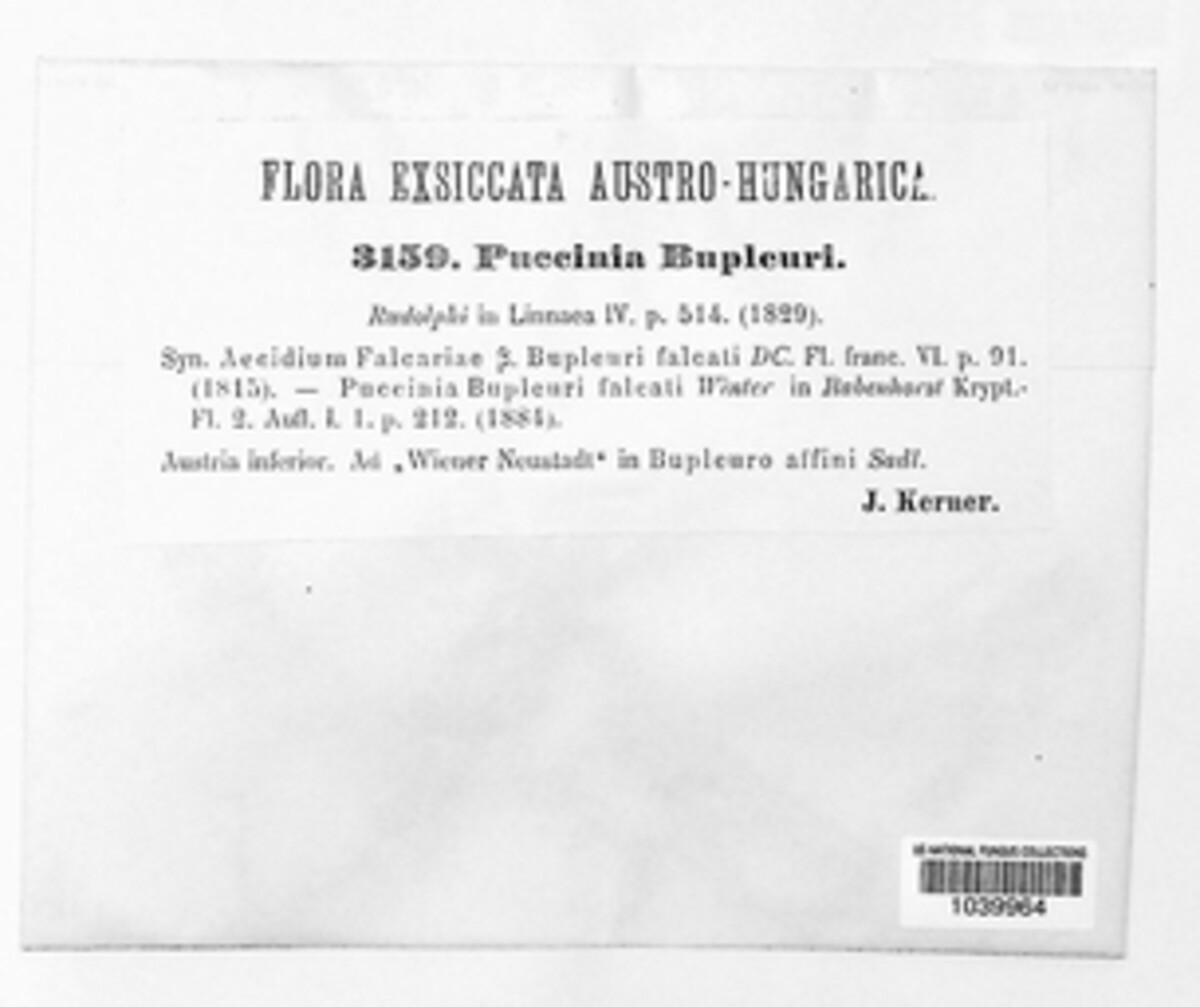 FLORA EXSICCATA AUSTRO-HUNGARICA.
3159. Puccinia Bupleuri.
Rudolphi in Linnaea IV. p. 514. (1829).
Syn. Aecidium Falcariae β. Bupleuri falcati DC. Fl. franc. VI. p. 91.
(1815). — Puccinia Bupleuri falcati Winter in Rabenhorst Krypt.-
Fl. 2. Aufl. I. 1. p. 212. (1884).
Austria inferior. Ad „Wiener Neustadt“ in Bupleuro affini Sadl.
J. Kerner.
US NATIONAL FUNGUS COLLECTIONS
1039964